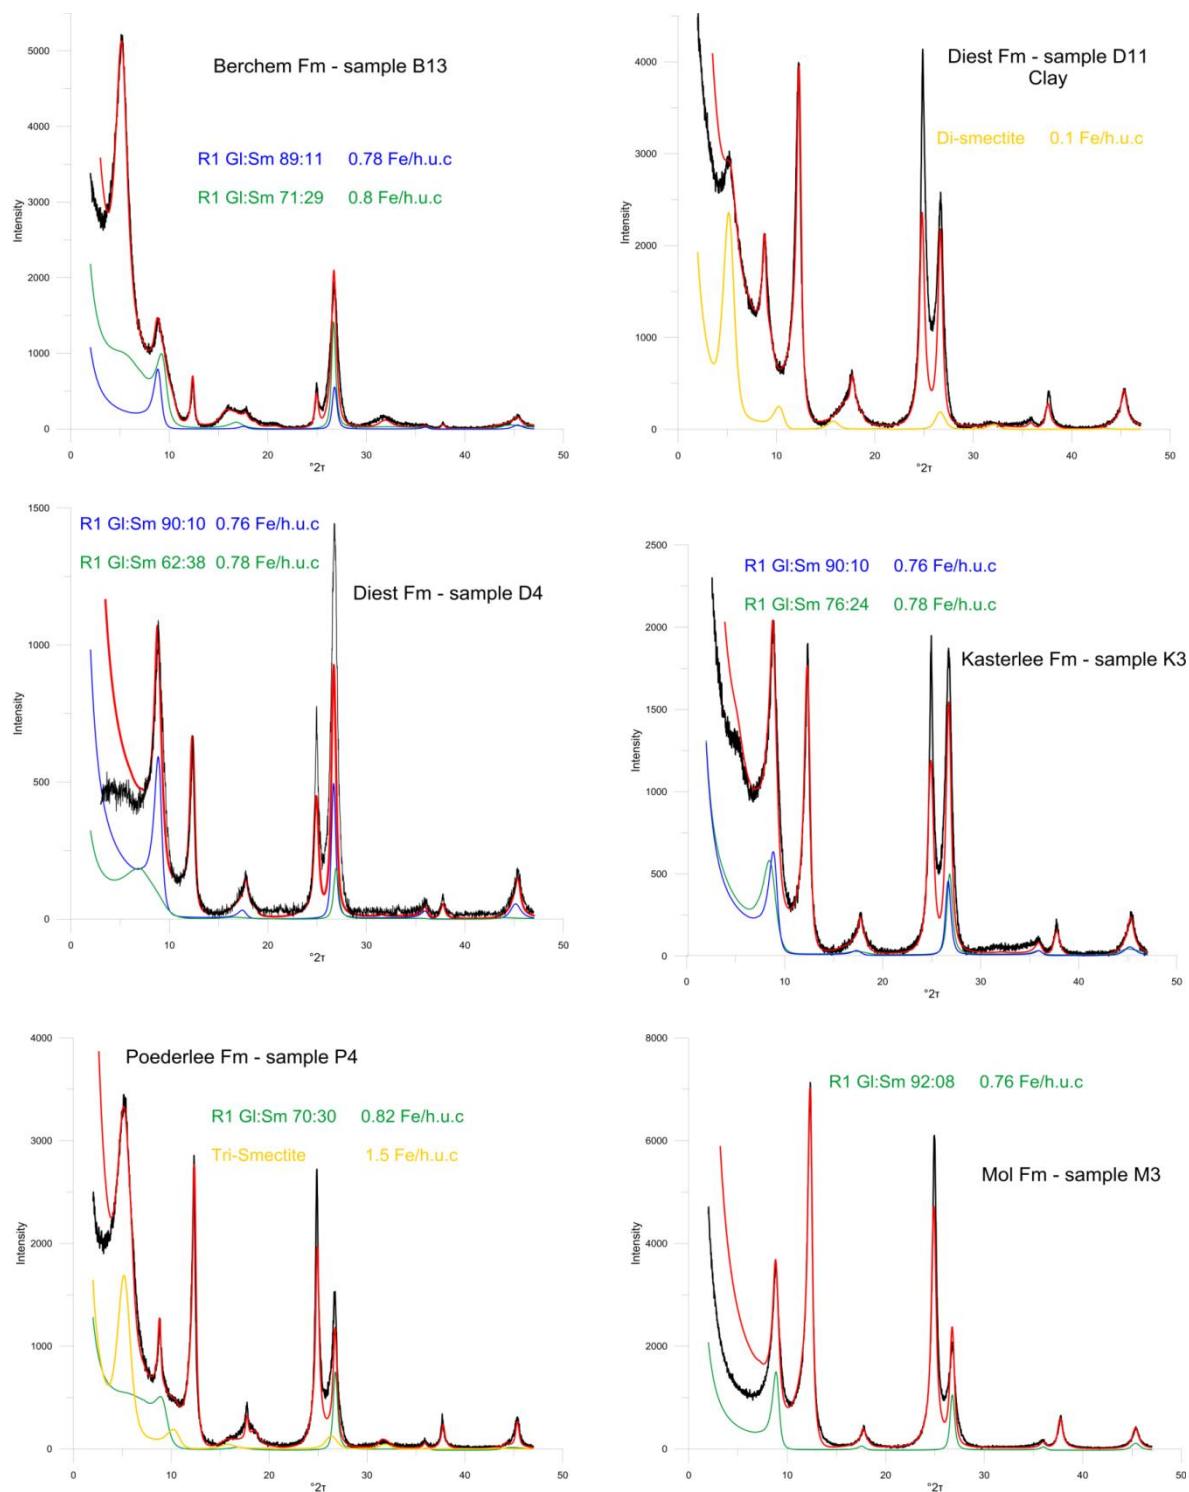 Berchem Fm - sample B13
R1 Gl:Sm 89:11 0.78 Fe/h.u.c
R1 Gl:Sm 71:29 0.8 Fe/h.u.c
Intensity
5000
4000
3000
2000
1000
0
0 10 20 30 40 50
°2τ
Diest Fm - sample D11
Clay
Di-smectite 0.1 Fe/h.u.c
Intensity
4000
3000
2000
1000
0
0 10 20 30 40 50
°2τ
R1 Gl:Sm 90:10 0.76 Fe/h.u.c
R1 Gl:Sm 62:38 0.78 Fe/h.u.c
Diest Fm - sample D4
Intensity
1500
1000
500
0
0 10 20 30 40 50
°2τ
R1 Gl:Sm 90:10 0.76 Fe/h.u.c
R1 Gl:Sm 76:24 0.78 Fe/h.u.c
Kasterlee Fm - sample K3
Intensity
2500
2000
1500
1000
500
0
0 10 20 30 40 50
°2τ
Poederlee Fm - sample P4
R1 Gl:Sm 70:30 0.82 Fe/h.u.c
Tri-Smectite 1.5 Fe/h.u.c
Intensity
4000
3000
2000
1000
0
0 10 20 30 40 50
°2τ
R1 Gl:Sm 92:08 0.76 Fe/h.u.c
Mol Fm - sample M3
Intensity
8000
6000
4000
2000
0
0 10 20 30 40 50
°2τ